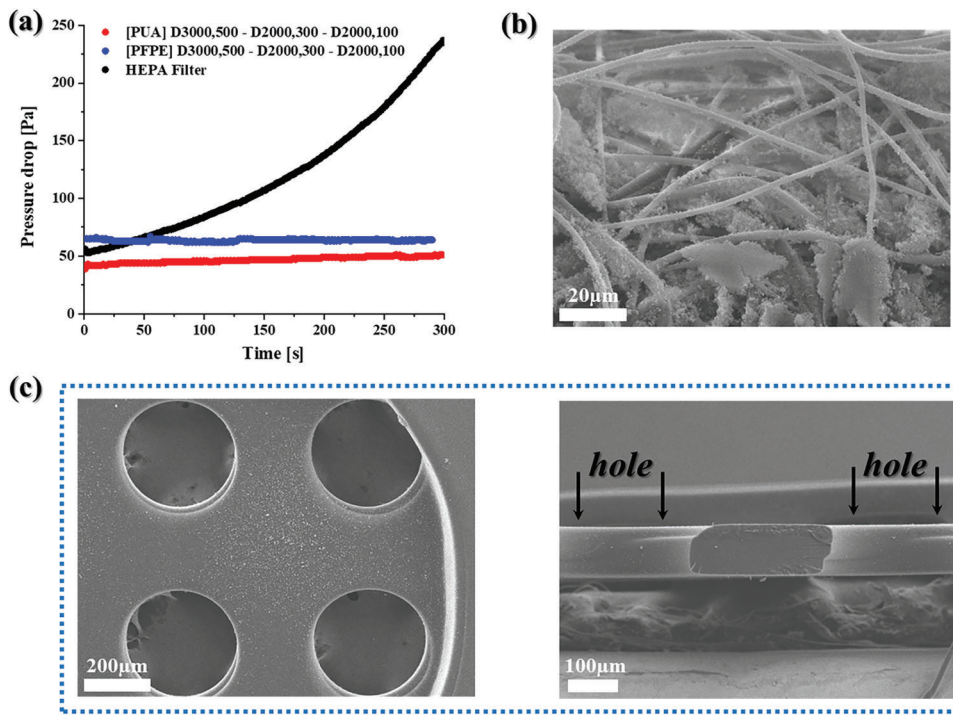 (a)
250
200
150
100
50
0
Pressure drop [Pa]
[PUA] D3000,500 - D2000,300 - D2000,100
[PFPE] D3000,500 - D2000,300 - D2000,100
HEPA Filter
0 50 100 150 200 250 300
Time [s]
(b)
20μm
(c)
200μm
hole hole
100μm